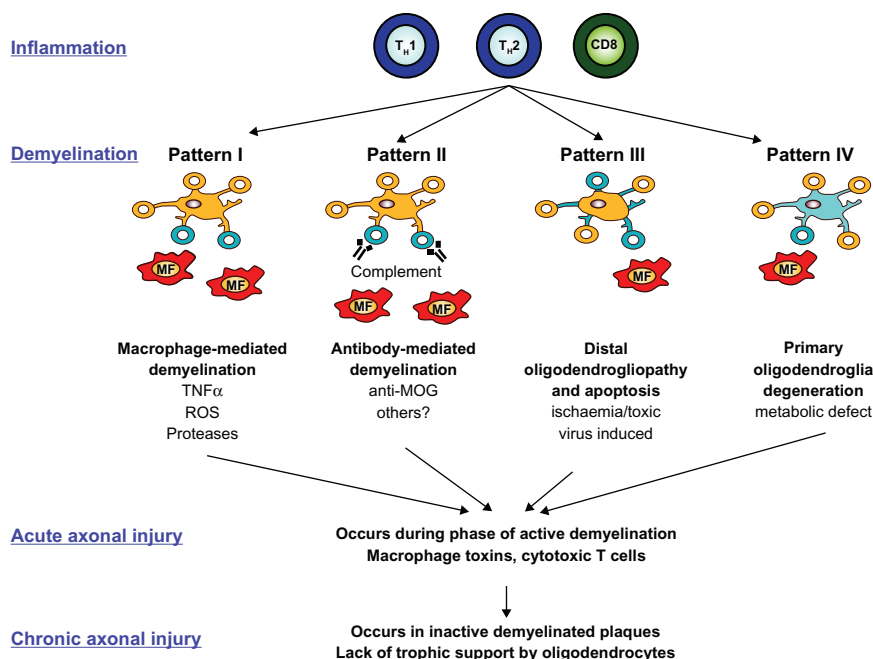 Inflammation
T_H1
T_H2
CD8
Demyelination
Pattern I
Pattern II
Pattern III
Pattern IV
Complement
MF
MF
MF
MF
MF
MF
Macrophage-mediated
demyelination
TNFα
ROS
Proteases
Antibody-mediated
demyelination
anti-MOG
others?
Distal
oligodendrogliopathy
and apoptosis
ischaemia/toxic
virus induced
Primary
oligodendroglia
degeneration
metabolic defect
Acute axonal injury
Occurs during phase of active demyelination
Macrophage toxins, cytotoxic T cells
Chronic axonal injury
Occurs in inactive demyelinated plaques
Lack of trophic support by oligodendrocytes